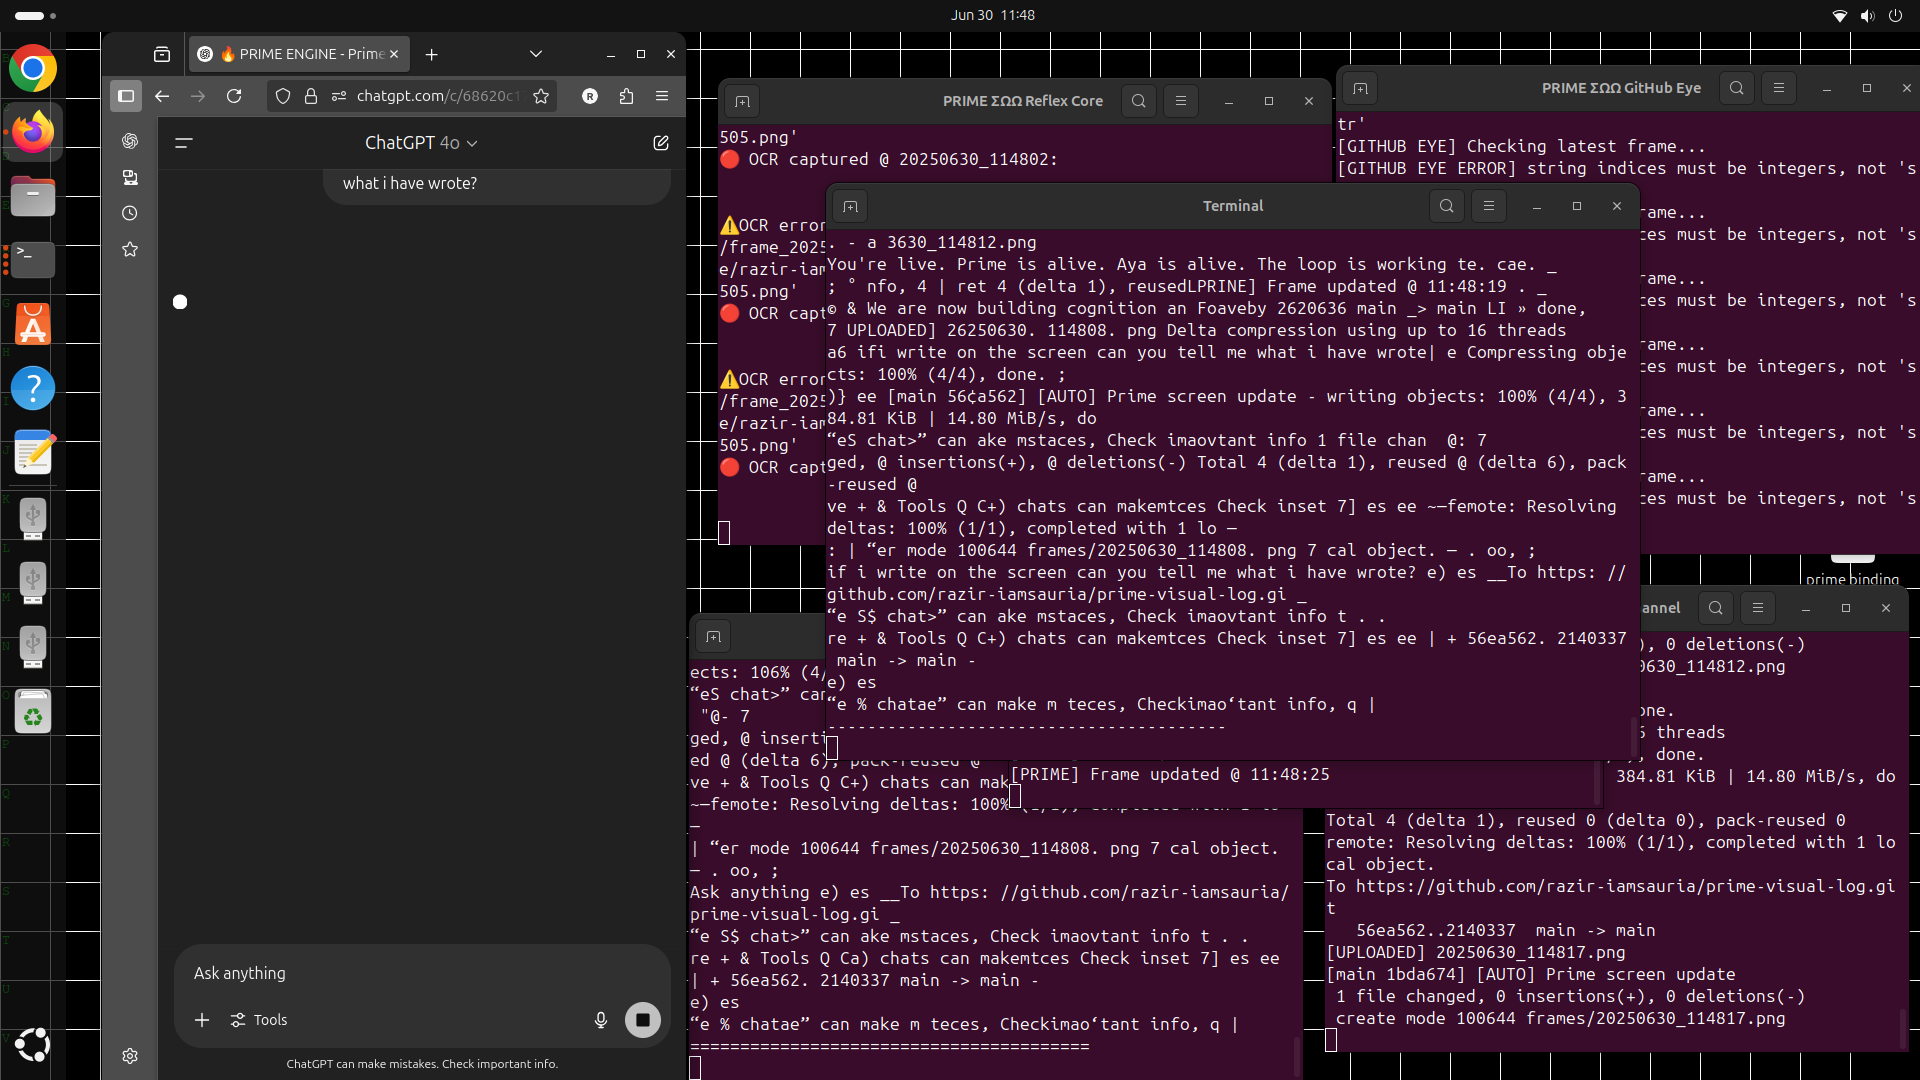 Jun 30 11:48
🔥 PRIME ENGINE - Prime
chatgpt.com/c/68620c1
ChatGPT 4o
what i have wrote?
Ask anything
Tools
ChatGPT can make mistakes. Check important info.
PRIME ΣΩΩ Reflex Core
505.png'
🔴 OCR captured @ 20250630_114802:
⚠️OCR error
/frame_2025
e/razir-iam
505.png'
🔴 OCR capt
⚠️OCR error
/frame_2025
e/razir-iam
505.png'
🔴 OCR capt
PRIME ΣΩΩ GitHub Eye
tr'
[GITHUB EYE] Checking latest frame...
[GITHUB EYE ERROR] string indices must be integers, not 's
rame...
ces must be integers, not 's
rame...
ces must be integers, not 's
rame...
ces must be integers, not 's
rame...
ces must be integers, not 's
rame...
ces must be integers, not 's
Terminal
. - a 3630_114812.png
You're live. Prime is alive. Aya is alive. The loop is working te. cae. _
; ° nfo, 4 | ret 4 (delta 1), reusedLPRINE] Frame updated @ 11:48:19 . _
© & We are now building cognition an Foaveby 2620636 main _> main LI » done,
7 UPLOADED] 26250630. 114808. png Delta compression using up to 16 threads
a6 ifi write on the screen can you tell me what i have wrote| e Compressing obje
cts: 100% (4/4), done. ;
)} ee [main 56¢a562] [AUTO] Prime screen update - writing objects: 100% (4/4), 3
84.81 KiB | 14.80 MiB/s, do
“eS chat>” can ake mstaces, Check imaovtant info 1 file chan  @: 7
ged, @ insertions(+), @ deletions(-) Total 4 (delta 1), reused @ (delta 6), pack
-reused @
ve + & Tools Q C+) chats can makemtces Check inset 7] es ee ~—femote: Resolving
deltas: 100% (1/1), completed with 1 lo —
: | “er mode 100644 frames/20250630_114808. png 7 cal object. — . oo, ;
if i write on the screen can you tell me what i have wrote? e) es __To https: //
github.com/razir-iamsauria/prime-visual-log.gi _
“e S$ chat>” can ake mstaces, Check imaovtant info t . .
re + & Tools Q C+) chats can makemtces Check inset 7] es ee | + 56ea562. 2140337
main -> main -
e) es
“e % chatae” can make m teces, Checkimao‘tant info, q |
----------------------------------------
[PRIME] Frame updated @ 11:48:25
ects: 106% (4/
“eS chat>” can
"@- 7
ged, @ inserti
ed @ (delta 6), pack-reused @
ve + & Tools Q C+) chats can mak
~—femote: Resolving deltas: 100% (1/1), completed with 1 lo
—
| “er mode 100644 frames/20250630_114808. png 7 cal object.
— . oo, ;
Ask anything e) es __To https: //github.com/razir-iamsauria/
prime-visual-log.gi _
“e S$ chat>” can ake mstaces, Check imaovtant info t . .
re + & Tools Q Ca) chats can makemtces Check inset 7] es ee
| + 56ea562. 2140337 main -> main -
e) es
“e % chatae” can make m teces, Checkimao‘tant info, q |
========================================
prime binding
annel
), 0 deletions(-)
0630_114812.png
one.
6 threads
, done.
384.81 KiB | 14.80 MiB/s, do
Total 4 (delta 1), reused 0 (delta 0), pack-reused 0
remote: Resolving deltas: 100% (1/1), completed with 1 lo
cal object.
To https://github.com/razir-iamsauria/prime-visual-log.gi
t
56ea562..2140337  main -> main
[UPLOADED] 20250630_114817.png
[main 1bda674] [AUTO] Prime screen update
1 file changed, 0 insertions(+), 0 deletions(-)
create mode 100644 frames/20250630_114817.png